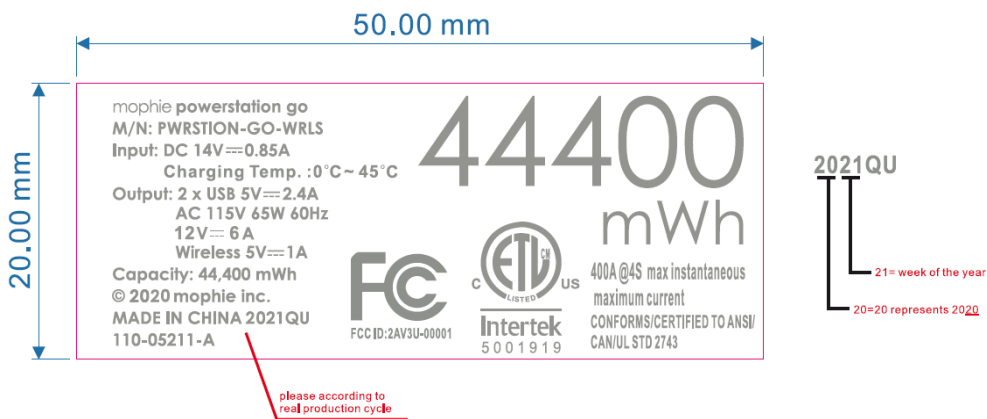 50.00 mm
20.00 mm
mophie powerstation go
M/N: PWRSTION-GO-WRLS
Input: DC 14V⎓0.85A
Charging Temp. :0°C~ 45°C
Output: 2 x USB 5V⎓2.4A
AC 115V 65W 60Hz
12V⎓ 6A
Wireless 5V⎓1A
Capacity: 44,400 mWh
© 2020 mophie inc.
MADE IN CHINA 2021QU
110-05211-A
44400
mWh
FC
FCC ID:2AV3U-00001
ETL CM
LISTED
C US
Intertek
5001919
400A@4S max instantaneous
maximum current
CONFORMS/CERTIFIED TO ANSI/
CAN/UL STD 2743
please according to
real production cycle
2021QU
21= week of the year
20=20 represents 2020